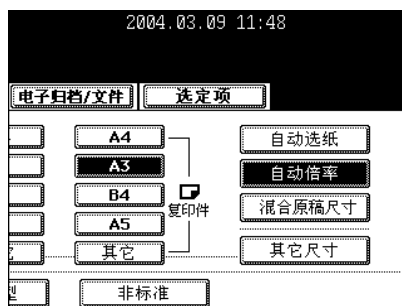 2004.03.09 11:48
电子归档/文件 选定项
A4 自动选纸
A3 自动倍率
B4
复印件 混合原稿尺寸
A5
其它 其它尺寸
型 非标准